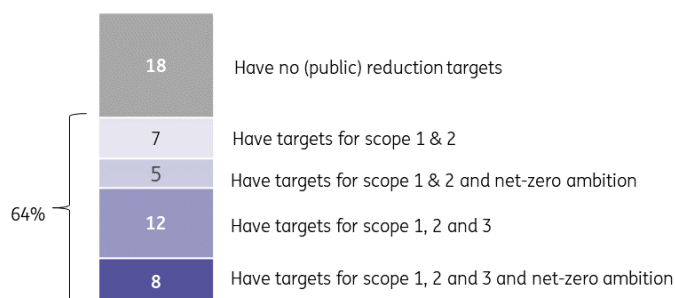 18 Have no (public) reduction targets
7 Have targets for scope 1 & 2
5 Have targets for scope 1 & 2 and net-zero ambition
64%
12 Have targets for scope 1, 2 and 3
8 Have targets for scope 1, 2 and 3 and net-zero ambition